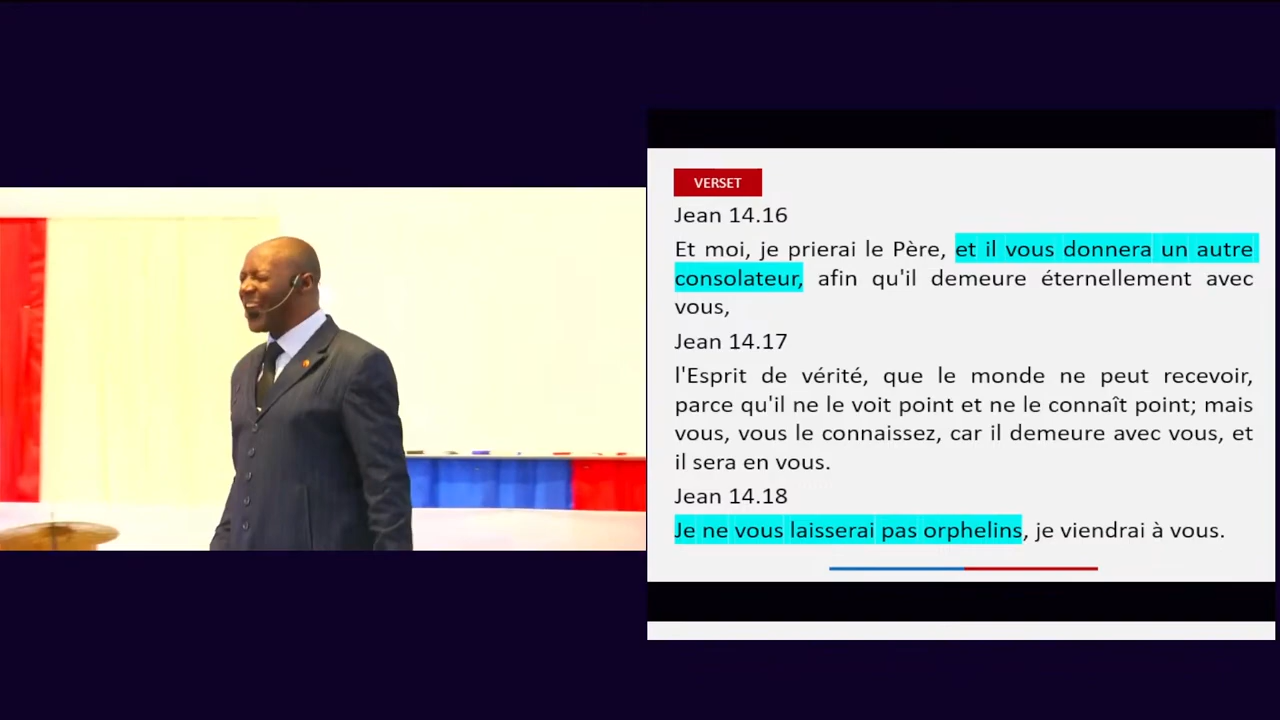 VERSET
Jean 14.16
Et moi, je prierai le Père, et il vous donnera un autre
consolateur, afin qu'il demeure éternellement avec
vous,
Jean 14.17
l'Esprit de vérité, que le monde ne peut recevoir,
parce qu'il ne le voit point et ne le connaît point; mais
vous, vous le connaissez, car il demeure avec vous, et
il sera en vous.
Jean 14.18
Je ne vous laisserai pas orphelins, je viendrai à vous.